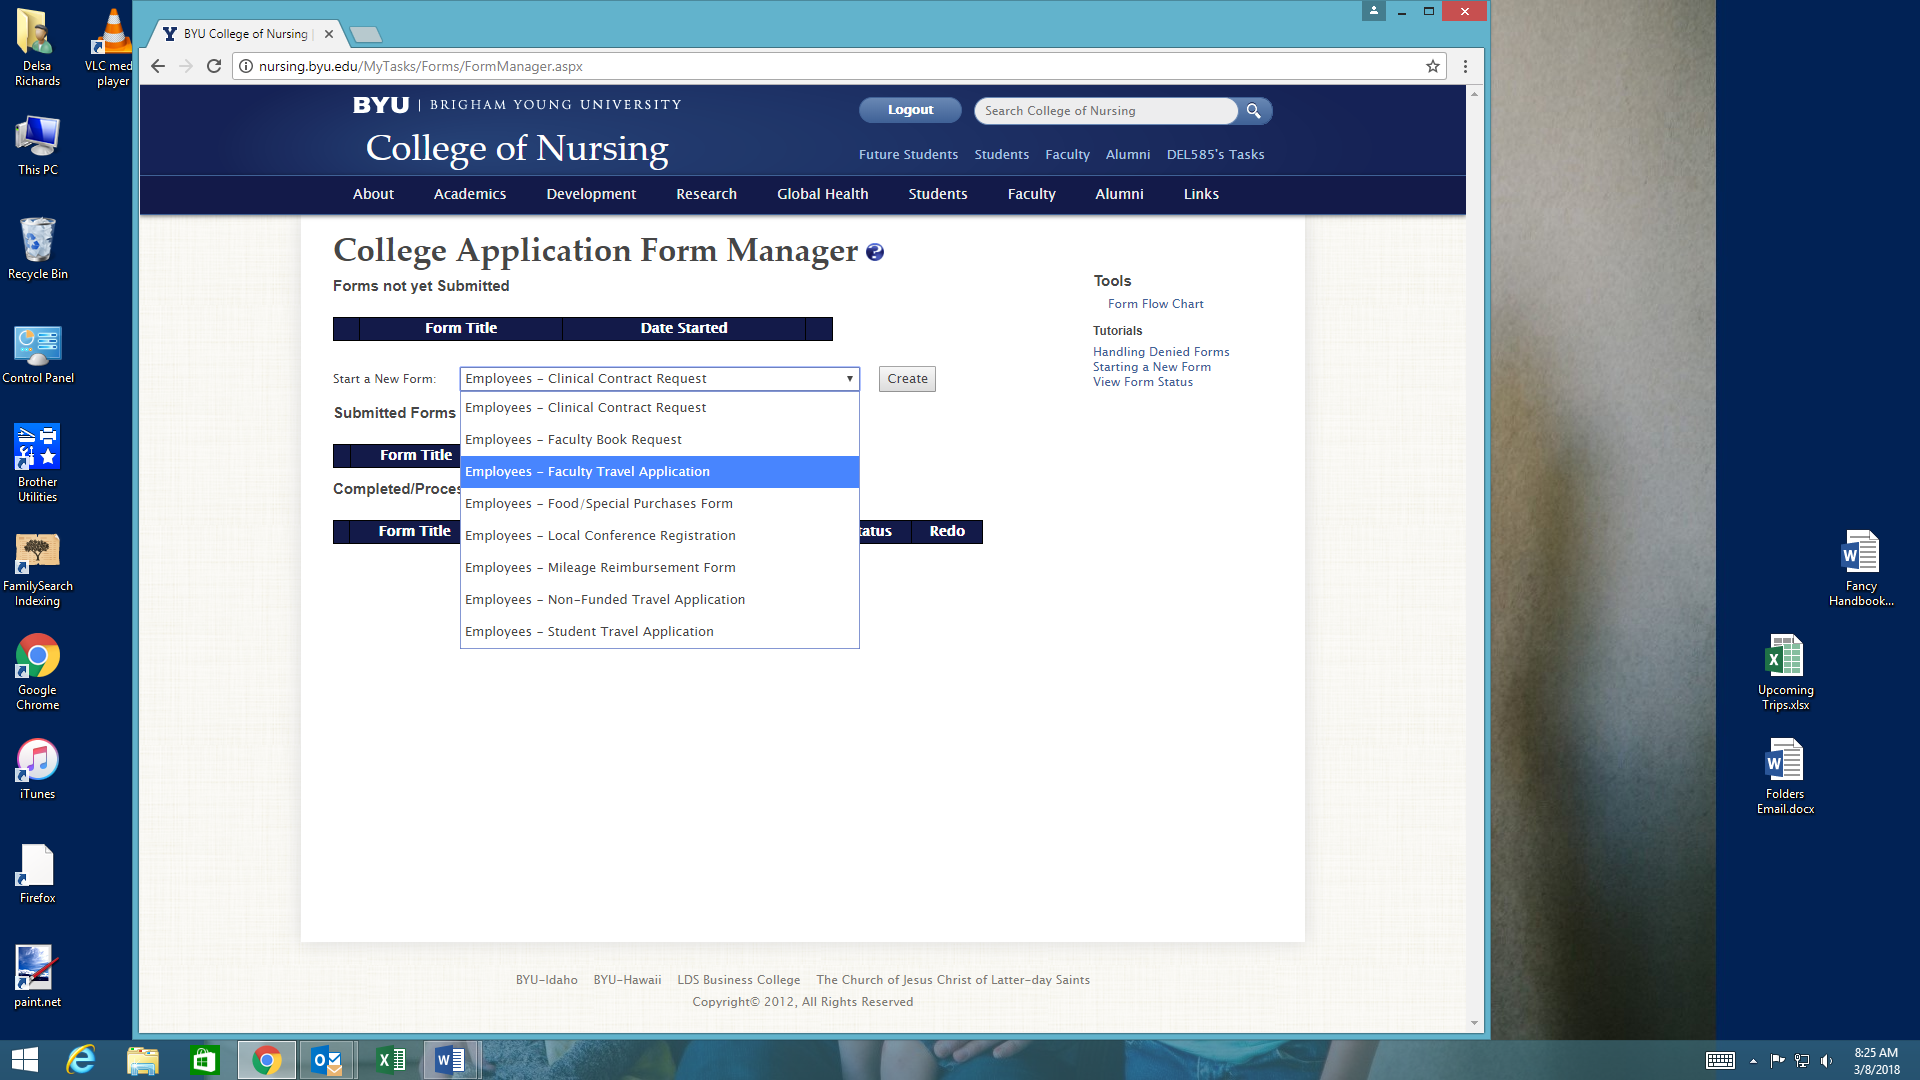 Delsa
Richards
VLC med
player
This PC
Recycle Bin
Control Panel
Brother
Utilities
FamilySearch
Indexing
Google
Chrome
iTunes
Firefox
paint.net
BYU College of Nursing |
nursing.byu.edu/MyTasks/Forms/FormManager.aspx
BYU | BRIGHAM YOUNG UNIVERSITY
College of Nursing
Logout
Search College of Nursing
Future Students Students Faculty Alumni DEL585's Tasks
About Academics Development Research Global Health Students Faculty Alumni Links
College Application Form Manager ?
Forms not yet Submitted
Form Title Date Started
Start a New Form: Employees - Clinical Contract Request Create
Employees - Clinical Contract Request
Employees - Faculty Book Request
Employees - Faculty Travel Application
Employees - Food/Special Purchases Form
Employees - Local Conference Registration
Employees - Mileage Reimbursement Form
Employees - Non-Funded Travel Application
Employees - Student Travel Application
Submitted Forms
Form Title
Completed/Proces
Form Title tatus Redo
Tools
Form Flow Chart
Tutorials
Handling Denied Forms
Starting a New Form
View Form Status
BYU-Idaho BYU-Hawaii LDS Business College The Church of Jesus Christ of Latter-day Saints
Copyright© 2012, All Rights Reserved
Fancy
Handbook...
Upcoming
Trips.xlsx
Folders
Email.docx
8:25 AM
3/8/2018